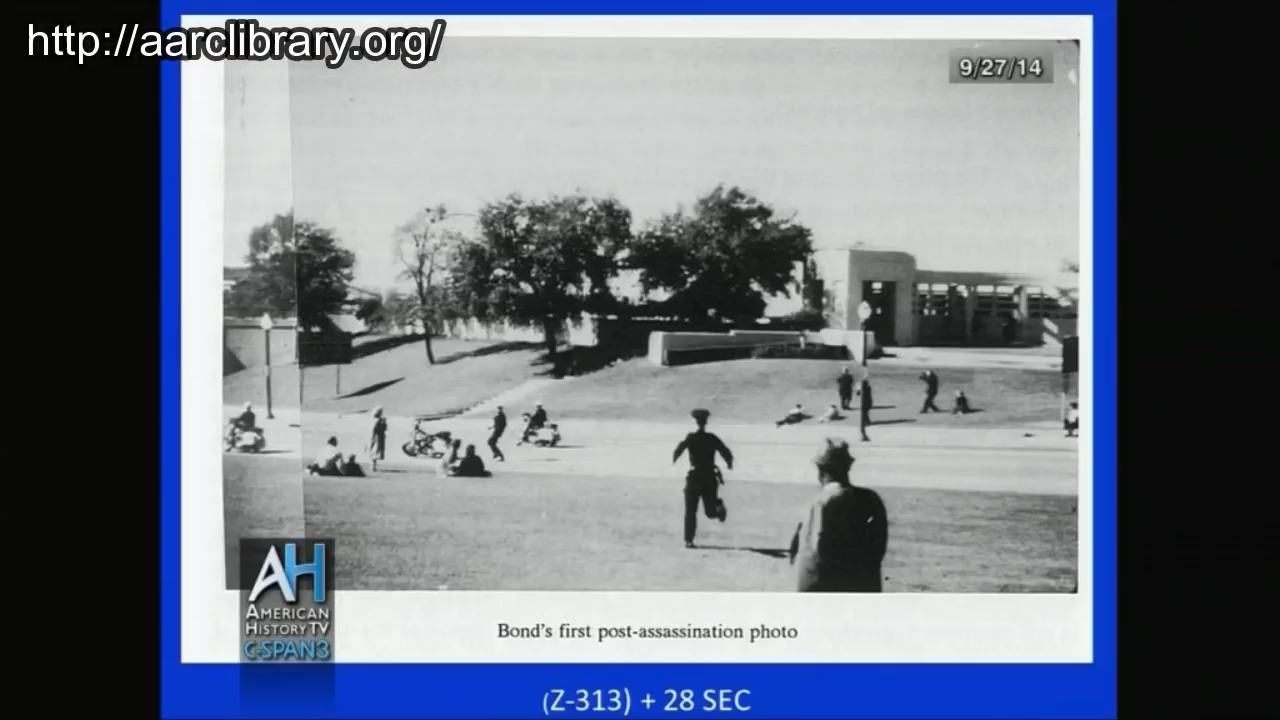 http://aarclibrary.org/
9/27/14
AH
AMERICAN
HISTORY TV
C-SPAN3
Bond's first post-assassination photo
(Z-313) + 28 SEC